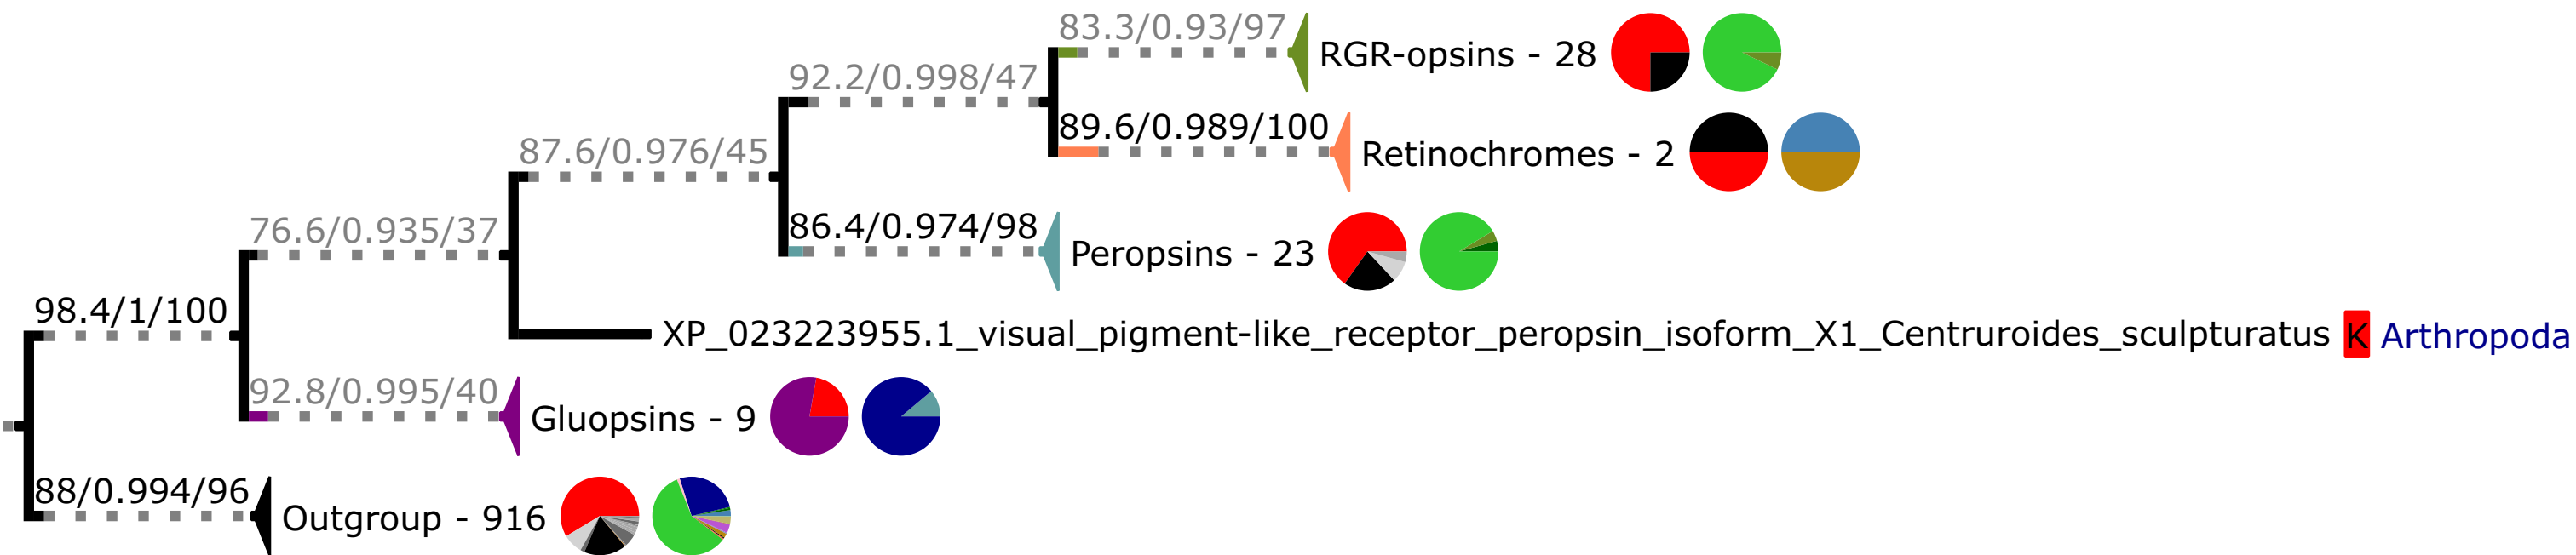 83.3/0.93/97
RGR-opsins - 28
92.2/0.998/47
89.6/0.989/100
Retinochromes - 2
87.6/0.976/45
86.4/0.974/98
Peropsins - 23
76.6/0.935/37
98.4/1/100
XP_023223955.1_visual_pigment-like_receptor_peropsin_isoform_X1_Centruroides_sculpturatus K Arthropoda
92.8/0.995/40
Gluopsins - 9
88/0.994/96
Outgroup - 916